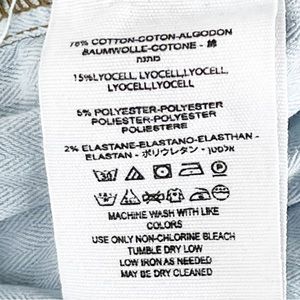 78% COTTON-COTON-ALGODON
BAUMWOLLE-COTONE - 綿
כותנה
15%LYOCELL, LYOCELL,LYOCELL,
LYOCELL,LYOCELL
5% POLYESTER-POLYESTER
POLIESTER-POLYESTER
POLIESTERE
2% ELASTANE-ELASTANO-ELASTHAN-
ELASTAN - ポリウレタン - אלסטן
MACHINE WASH WITH LIKE
COLORS
USE ONLY NON-CHLORINE BLEACH
TUMBLE DRY LOW
LOW IRON AS NEEDED
MAY BE DRY CLEANED